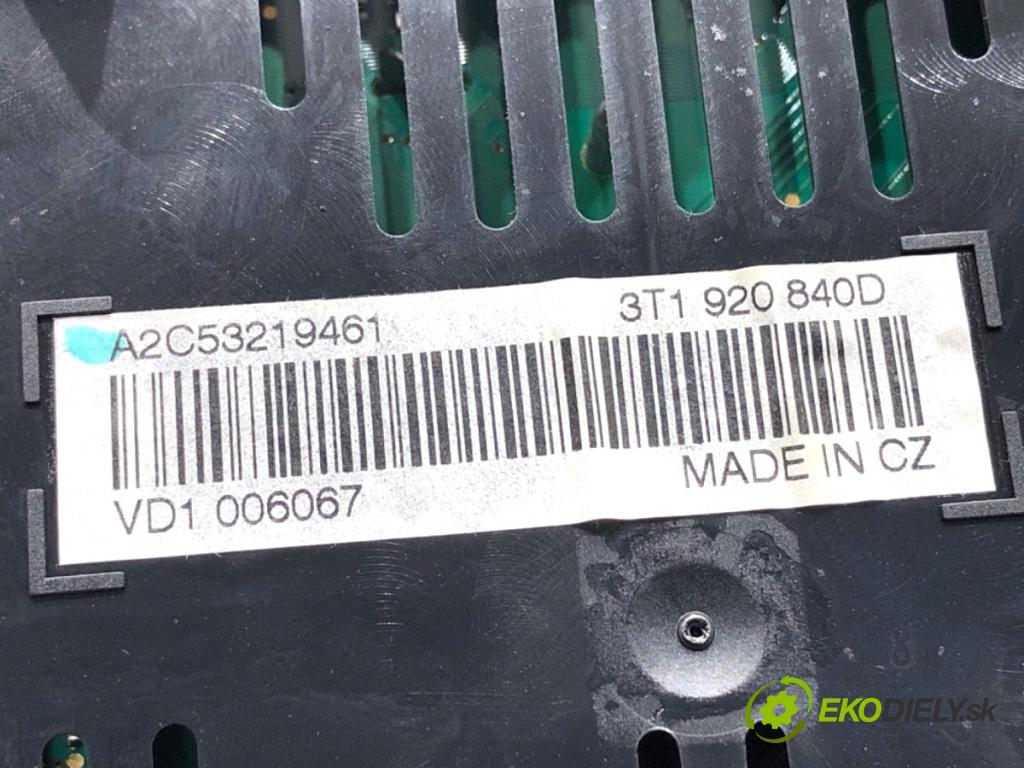 A2C53219461 3T1 920 840D
VD1 006067 MADE IN CZ
EKODIELY.sk